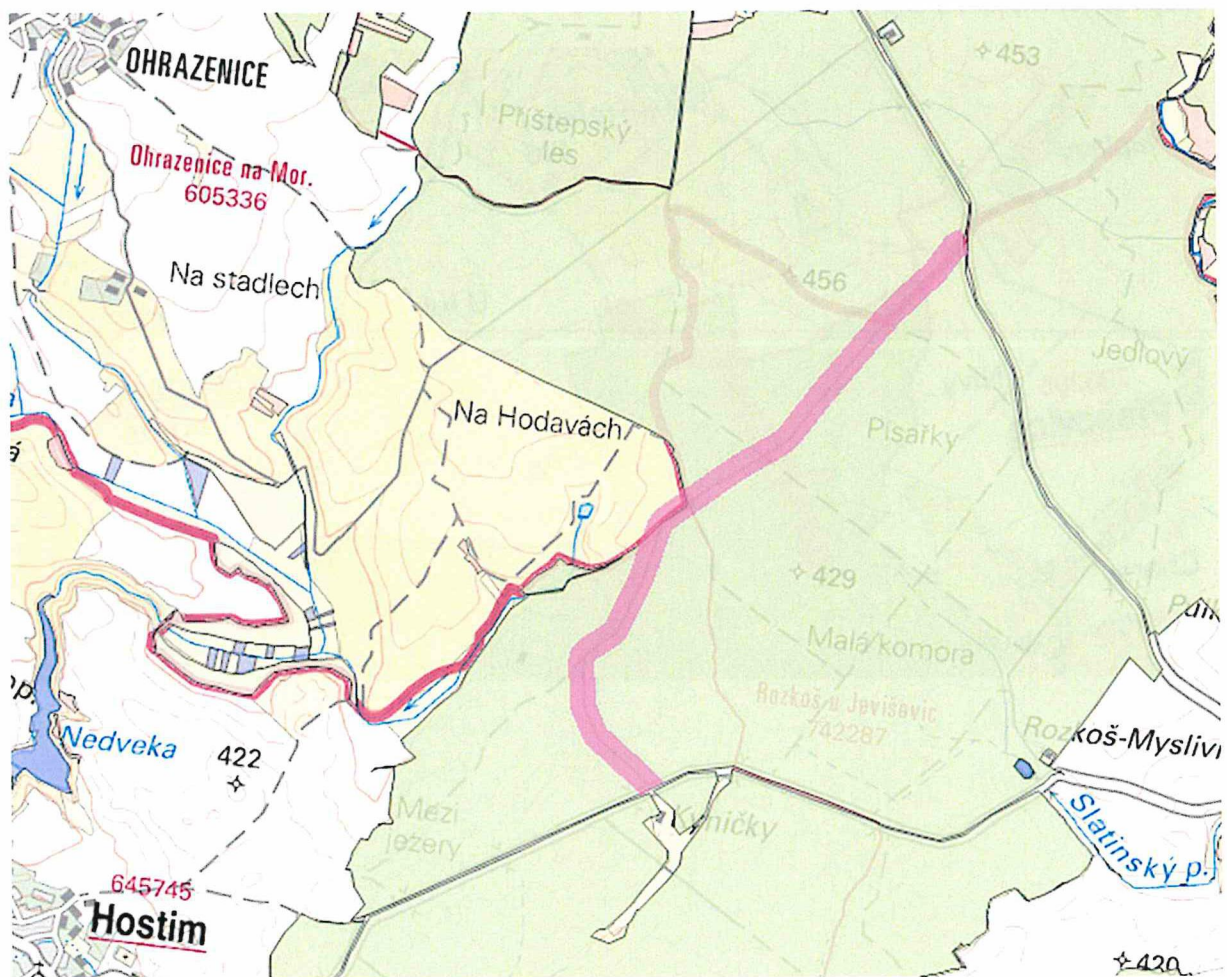 OHRAZENICE
453
Příštepský
les
Ohrazenice na Mor.
605336
Na stadlech
456
Jedlový
Na Hodavách
Pisařky
429
Malá komora
Rozkoš u Jevišovic
742287
Rozkoš-Myslivn
Nedveka
422
Mezi
jezery
Kyničky
Slatinský p.
645745
Hostim
420